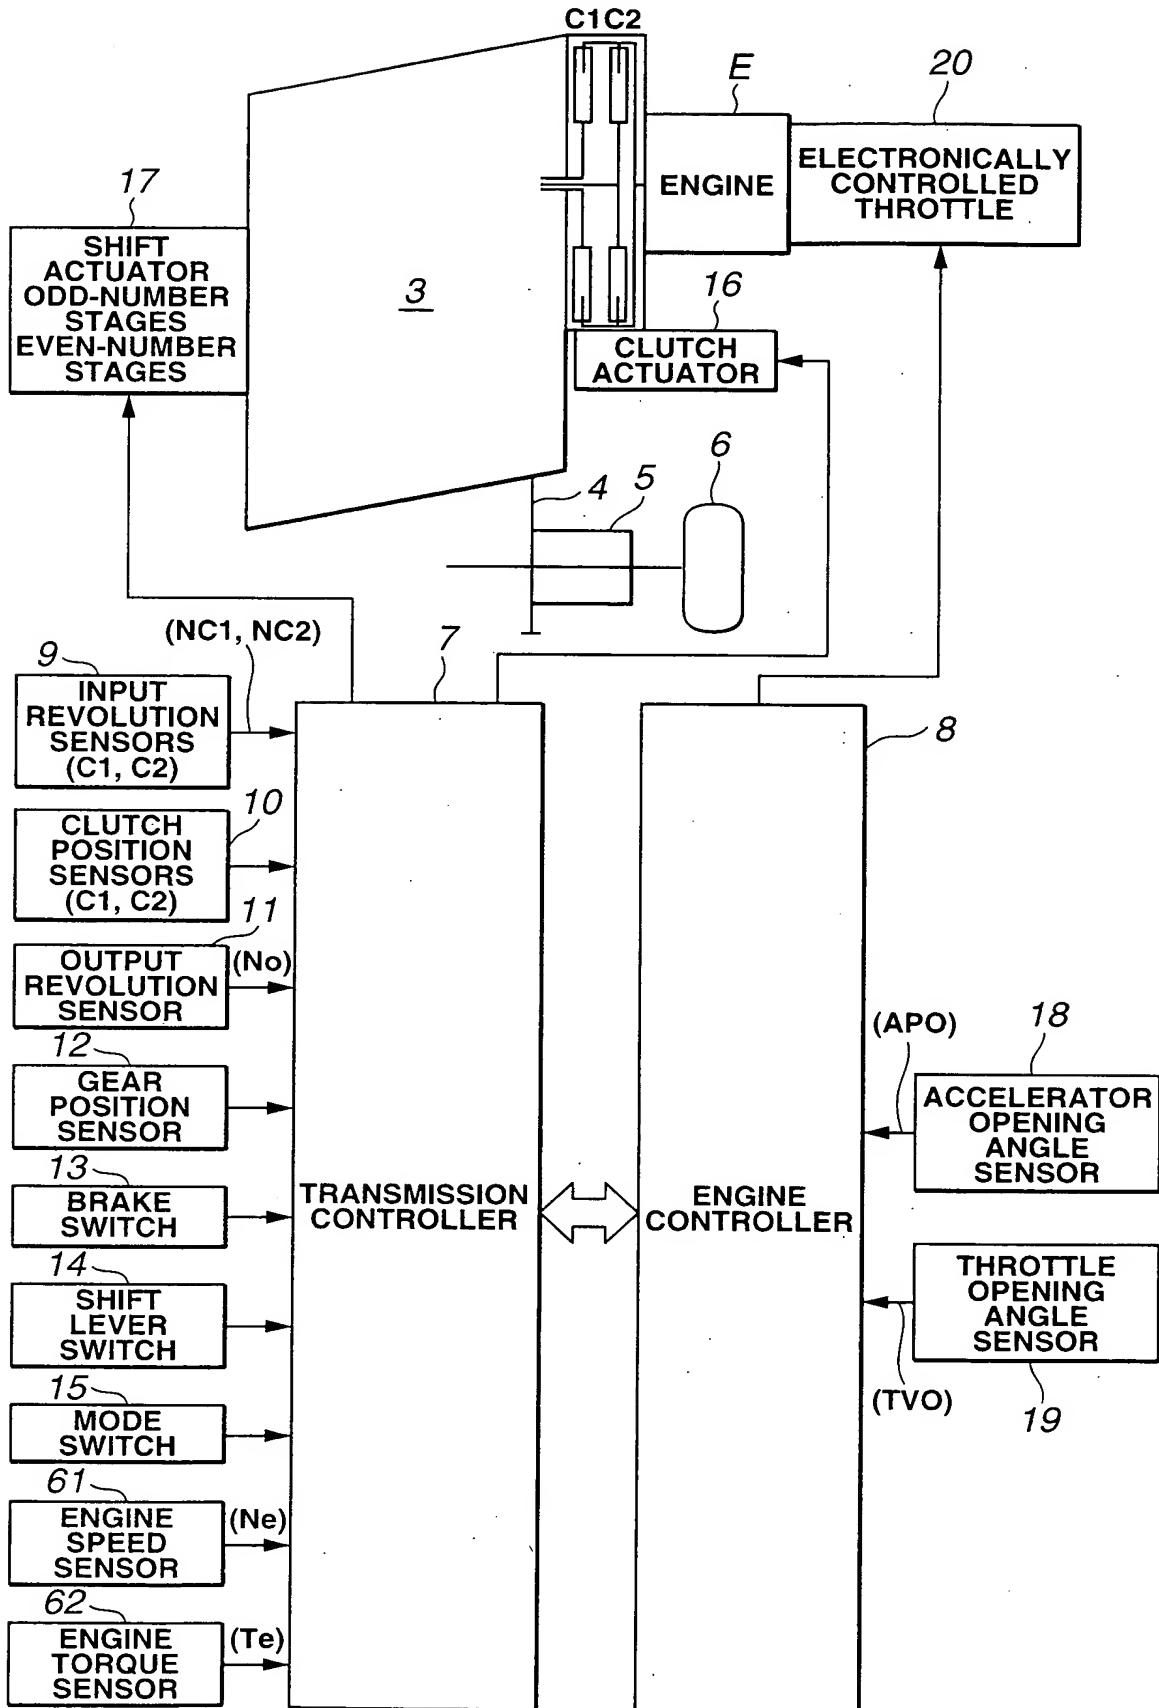 C1C2
E
20
ENGINE
ELECTRONICALLY
CONTROLLED
THROTTLE
17
SHIFT
ACTUATOR
ODD-NUMBER
STAGES
EVEN-NUMBER
STAGES
3
16
CLUTCH
ACTUATOR
4
5
6
(NC1, NC2)
7
8
9
INPUT
REVOLUTION
SENSORS
(C1, C2)
10
CLUTCH
POSITION
SENSORS
(C1, C2)
11
OUTPUT
REVOLUTION
SENSOR
(No)
12
GEAR
POSITION
SENSOR
13
BRAKE
SWITCH
14
SHIFT
LEVER
SWITCH
15
MODE
SWITCH
61
ENGINE
SPEED
SENSOR
(Ne)
62
ENGINE
TORQUE
SENSOR
(Te)
TRANSMISSION
CONTROLLER
ENGINE
CONTROLLER
(APO)
18
ACCELERATOR
OPENING
ANGLE
SENSOR
THROTTLE
OPENING
ANGLE
SENSOR
(TVO)
19